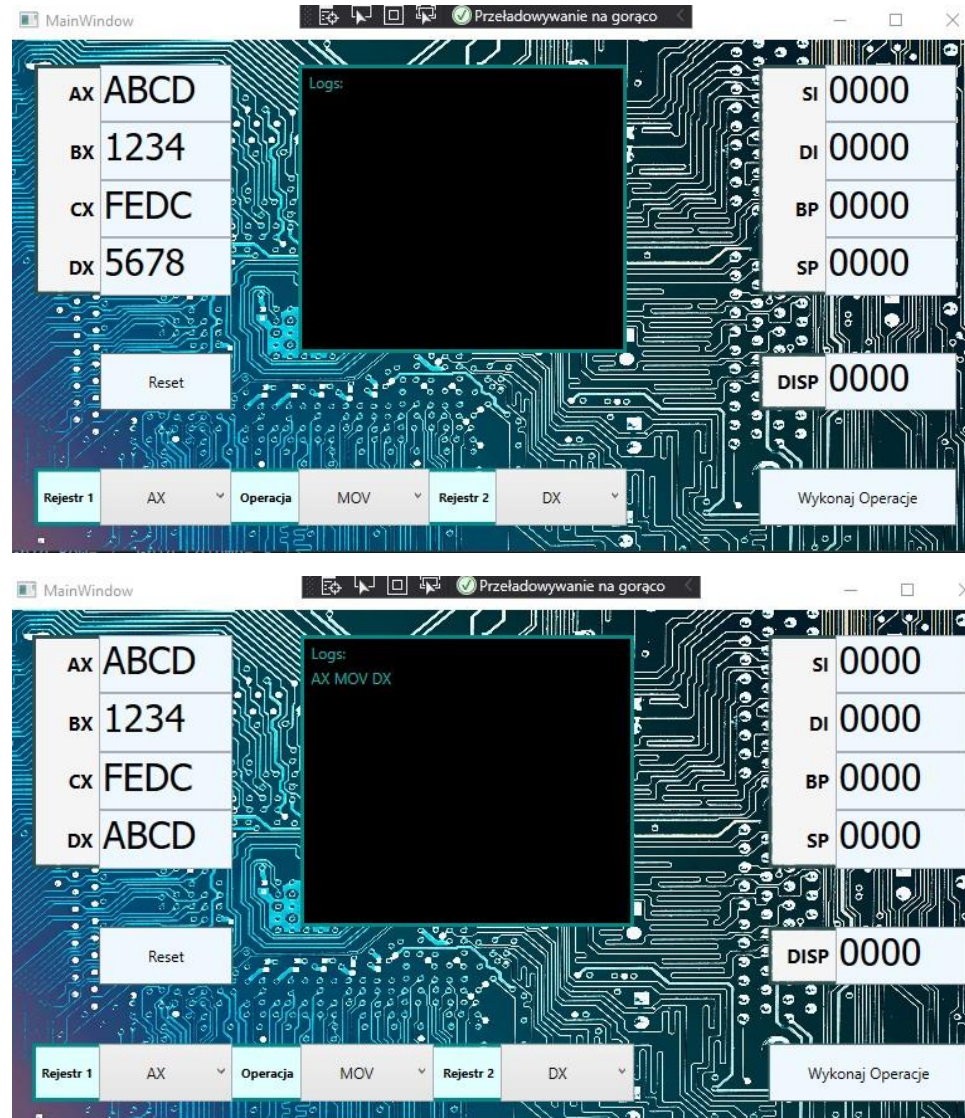 MainWindow
Przeładowywanie na gorąco
AX ABCD
Logs:
SI 0000
BX 1234
DI 0000
CX FEDC
BP 0000
DX 5678
SP 0000
Reset
DISP 0000
Rejestr 1 AX Operacja MOV Rejestr 2 DX
Wykonaj Operacje
MainWindow
Przeładowywanie na gorąco
AX ABCD
Logs:
AX MOV DX
SI 0000
BX 1234
DI 0000
CX FEDC
BP 0000
DX ABCD
SP 0000
Reset
DISP 0000
Rejestr 1 AX Operacja MOV Rejestr 2 DX
Wykonaj Operacje